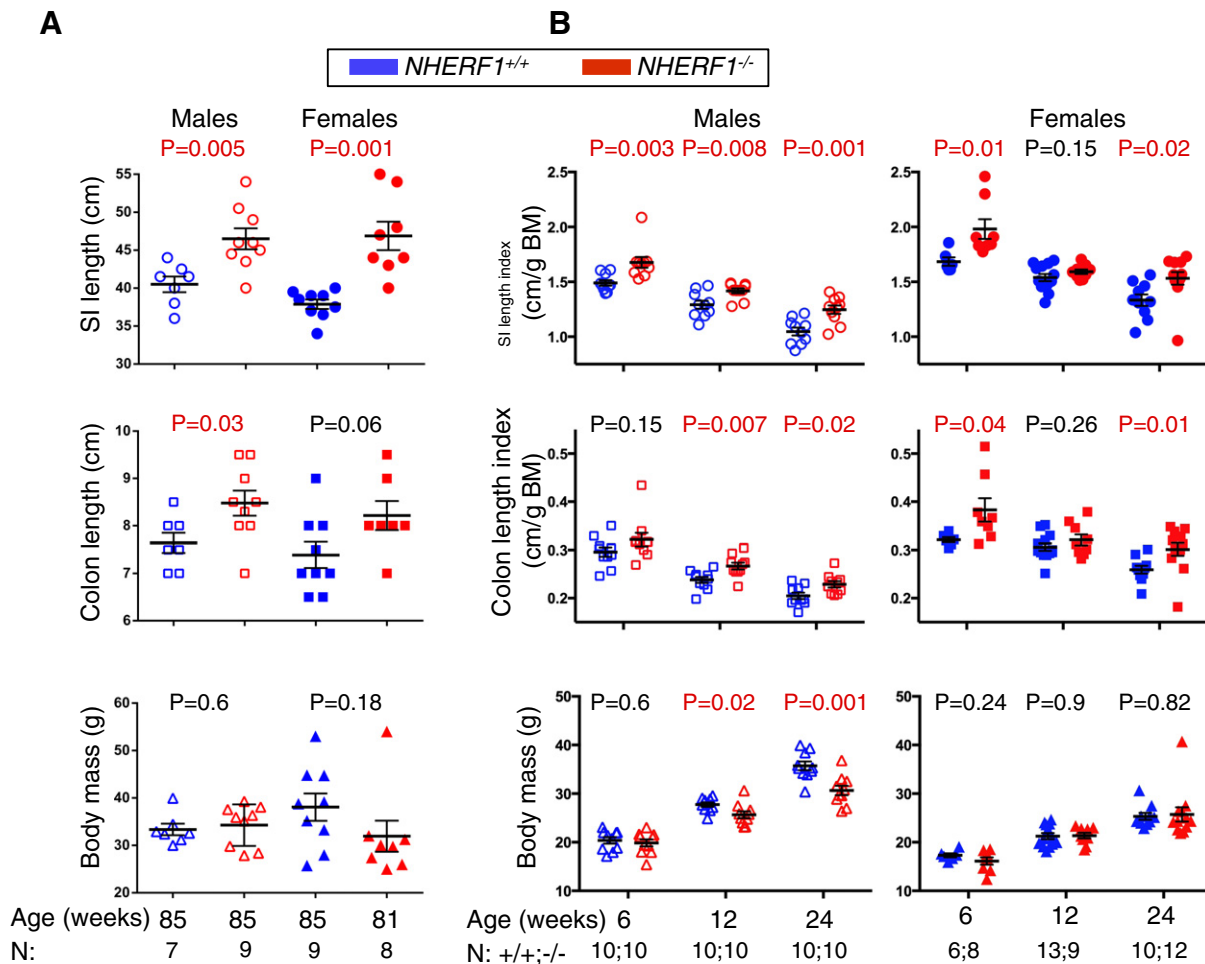 A B
NHERF1+/+ NHERF1-/-
Males Females
P=0.005 P=0.001
SI length (cm)
55
50
45
40
35
30
P=0.03 P=0.06
Colon length (cm)
10
9
8
7
6
P=0.6 P=0.18
Body mass (g)
60
50
40
30
20
Age (weeks) 85 85 85 81
N: 7 9 9 8
Males
P=0.003 P=0.008 P=0.001
SI length index
(cm/g BM)
2.5
2.0
1.5
1.0
P=0.15 P=0.007 P=0.02
Colon length index
(cm/g BM)
0.5
0.4
0.3
0.2
P=0.6 P=0.02 P=0.001
Body mass (g)
50
40
30
20
10
Age (weeks) 6 12 24
N: +/+;-/- 10;10 10;10 10;10
Females
P=0.01 P=0.15 P=0.02
2.5
2.0
1.5
1.0
P=0.04 P=0.26 P=0.01
0.5
0.4
0.3
0.2
P=0.24 P=0.9 P=0.82
50
40
30
20
10
6 12 24
6;8 13;9 10;12